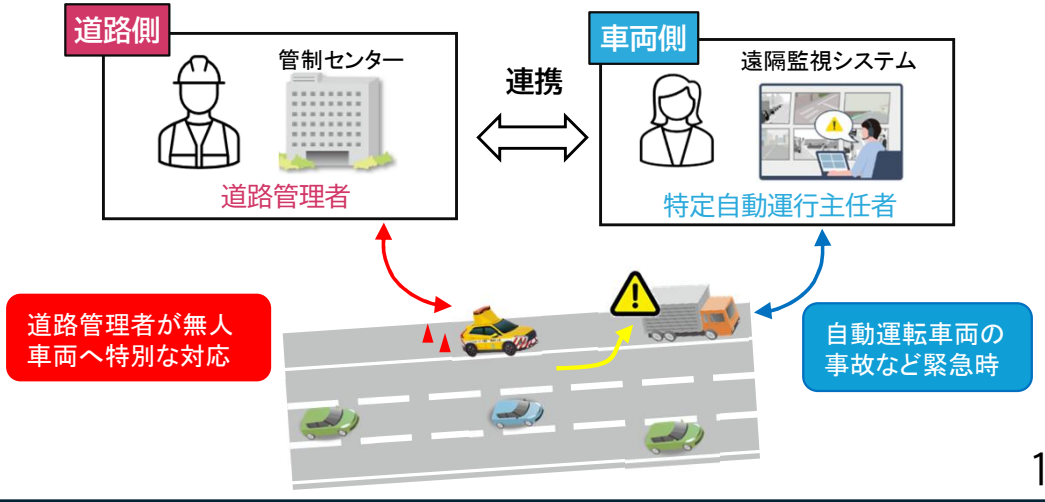 道路側
管制センター
道路管理者
連携
車両側
遠隔監視システム
特定自動運行主任者
道路管理者が無人
車両へ特別な対応
自動運転車両の
事故など緊急時
1